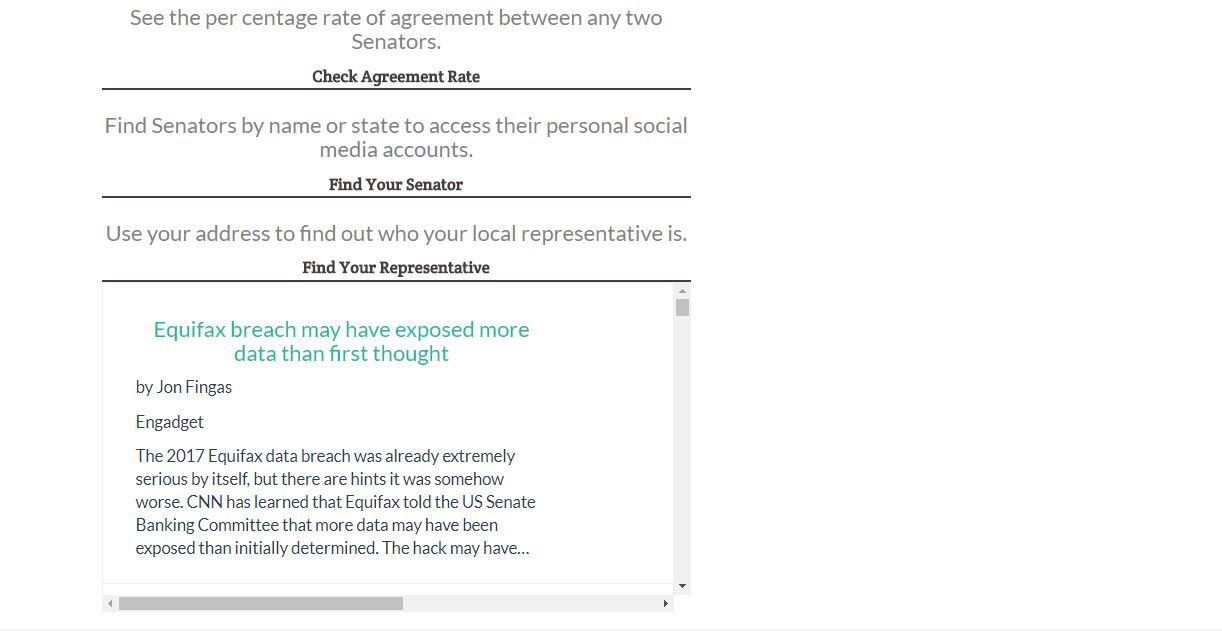 See the per centage rate of agreement between any two
Senators.
Check Agreement Rate
Find Senators by name or state to access their personal social
media accounts.
Find Your Senator
Use your address to find out who your local representative is.
Find Your Representative
Equifax breach may have exposed more
data than first thought
by Jon Fingas
Engadget
The 2017 Equifax data breach was already extremely
serious by itself, but there are hints it was somehow
worse. CNN has learned that Equifax told the US Senate
Banking Committee that more data may have been
exposed than initially determined. The hack may have…